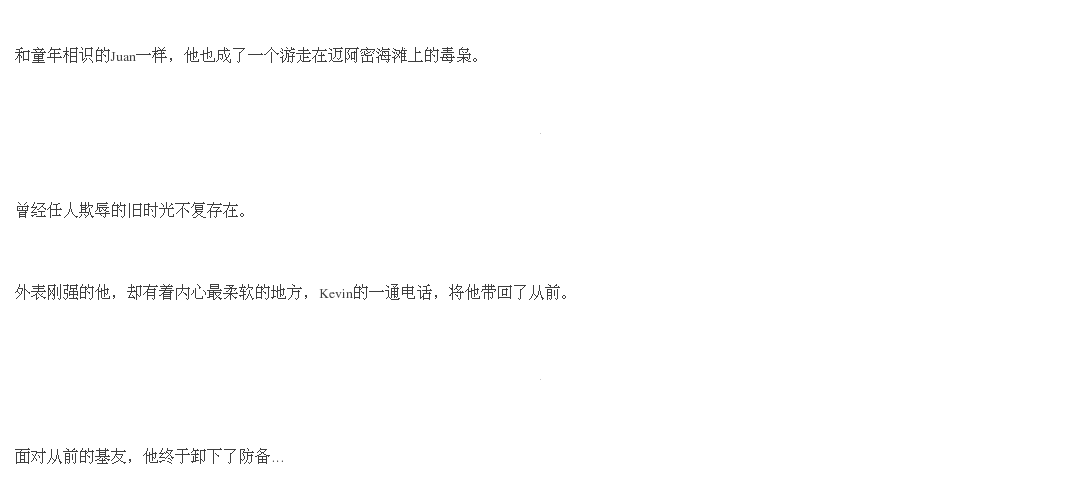 和童年相识的Juan一样，他也成了一个游走在迈阿密海滩上的毒枭。
曾经任人欺辱的旧时光不复存在。
外表刚强的他，却有着内心最柔软的地方，Kevin的一通电话，将他带回了从前。
面对从前的基友，他终于卸下了防备...